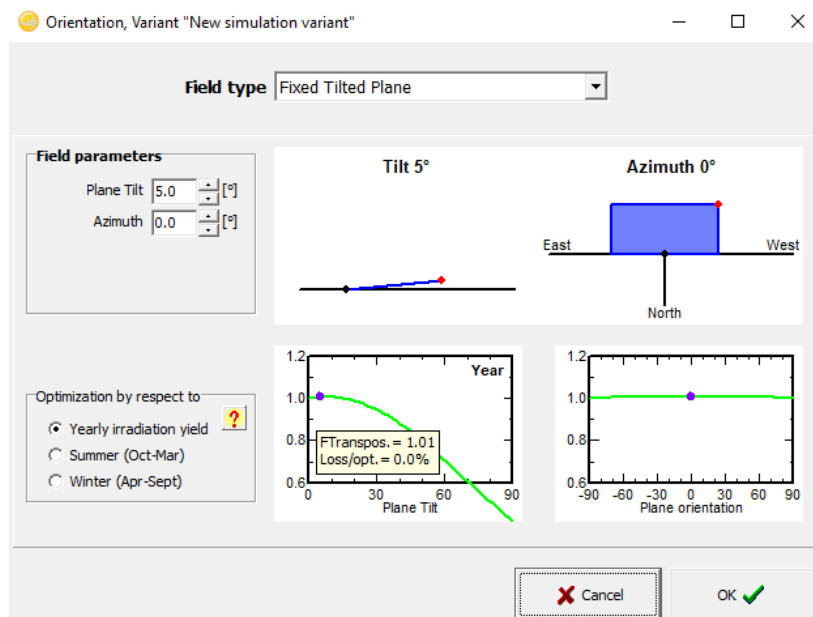 Orientation, Variant "New simulation variant"
Field type Fixed Tilted Plane
Field parameters
Plane Tilt 5.0 [°]
Azimuth 0.0 [°]
Tilt 5°
Azimuth 0°
East West
North
Optimization by respect to
?
Yearly irradiation yield
Summer (Oct-Mar)
Winter (Apr-Sept)
1.2
1.0
0.8
0.6
Year
FTranspos.= 1.01
Loss/opt.= 0.0%
0 30 60 90
Plane Tilt
1.2
1.0
0.8
0.6
-90 -60 -30 0 30 60 90
Plane orientation
Cancel OK